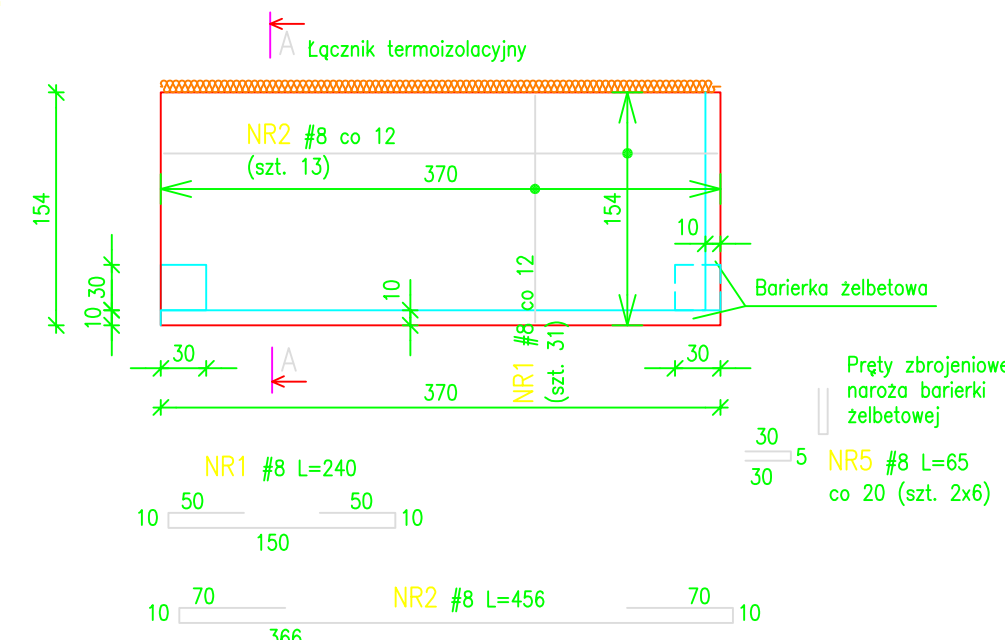 A
Łącznik termoizolacyjny
NR2 #8 co 12
(szt. 13)
370
154
154
10
30
10
10
NR1 #8 co 12
(szt. 31)
Barierka żelbetowa
A
30
30
370
Pręty zbrojeniowe
naroża barierki
żelbetowej
30
5
30
NR5 #8 L=65
co 20 (szt. 2x6)
NR1 #8 L=240
50
50
10
10
150
NR2 #8 L=456
70
70
10
10
366